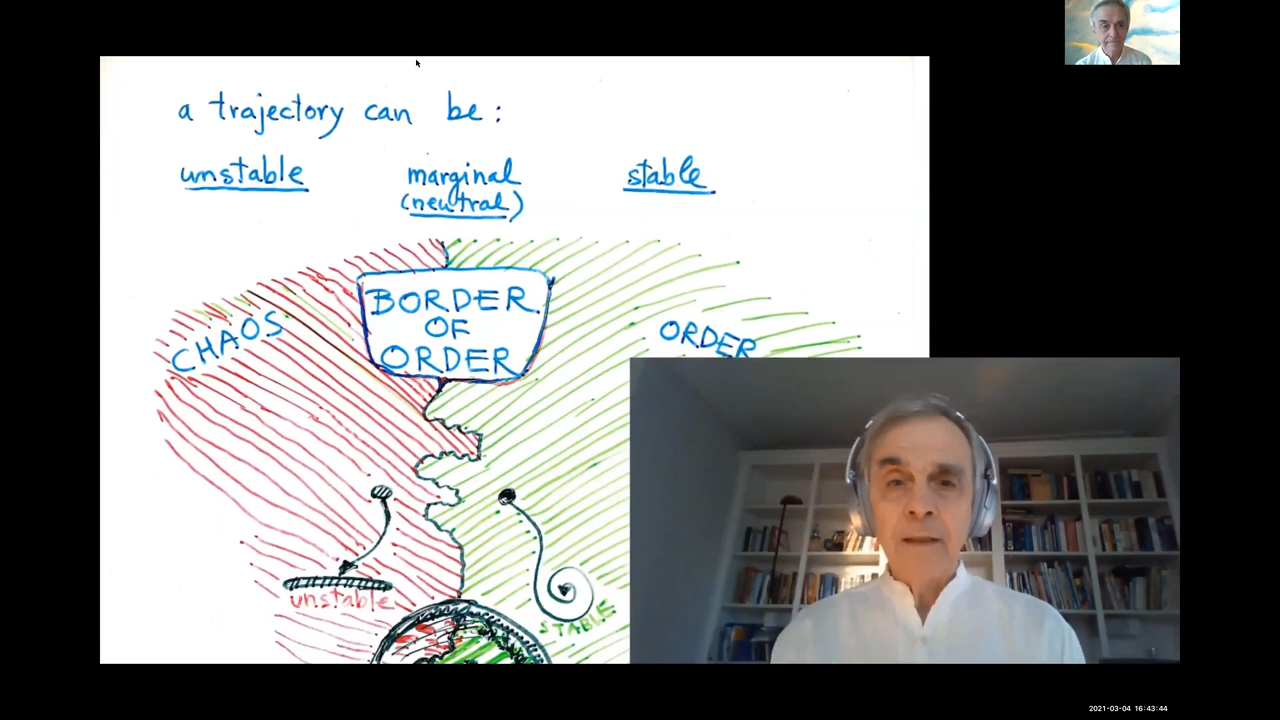 a trajectory can be:
unstable marginal stable
(neutral)
BORDER
OF
ORDER
CHAOS
ORDER
unstable
STABLE
2021-03-04 16:43:44